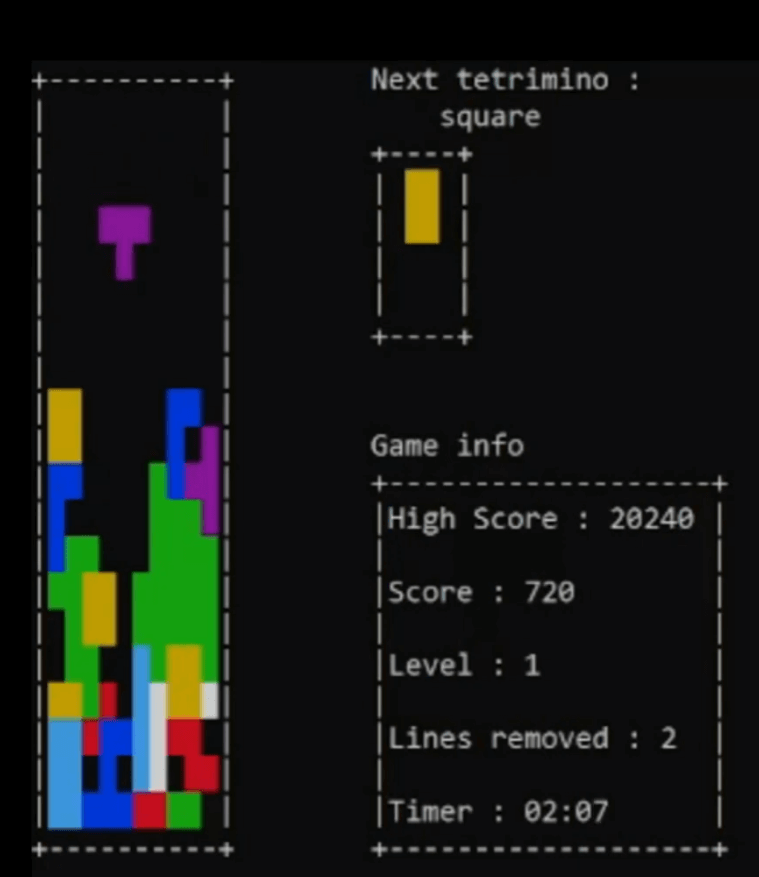 Next tetrimino :
square
Game info
High Score : 20240
Score : 720
Level : 1
Lines removed : 2
Timer : 02:07